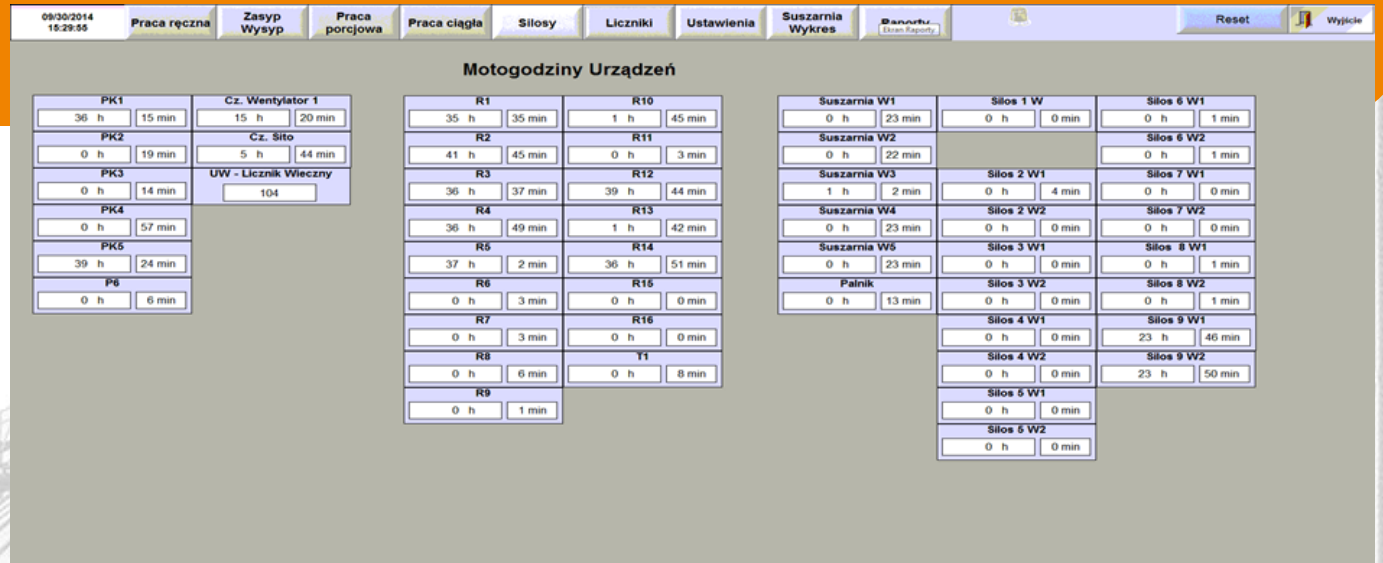 09/30/2014
15:29:55
Praca ręczna
Zasyp
Wysyp
Praca
porcjowa
Praca ciągła
Silosy
Liczniki
Ustawienia
Suszarnia
Wykres
Raporty
Ekran Raporty
Reset
Wyjście
Motogodziny Urządzeń
PK1
36 h 15 min
PK2
0 h 19 min
PK3
0 h 14 min
PK4
0 h 57 min
PK5
39 h 24 min
P6
0 h 6 min
Cz. Wentylator 1
15 h 20 min
Cz. Sito
5 h 44 min
UW - Licznik Wieczny
104
R1
35 h 35 min
R2
41 h 45 min
R3
36 h 37 min
R4
36 h 49 min
R5
37 h 2 min
R6
0 h 3 min
R7
0 h 3 min
R8
0 h 6 min
R9
0 h 1 min
R10
1 h 45 min
R11
0 h 3 min
R12
39 h 44 min
R13
1 h 42 min
R14
36 h 51 min
R15
0 h 0 min
R16
0 h 0 min
T1
0 h 8 min
Suszarnia W1
0 h 23 min
Suszarnia W2
0 h 22 min
Suszarnia W3
1 h 2 min
Suszarnia W4
0 h 23 min
Suszarnia W5
0 h 23 min
Palnik
0 h 13 min
Silos 1 W
0 h 0 min
Silos 2 W1
0 h 4 min
Silos 2 W2
0 h 0 min
Silos 3 W1
0 h 0 min
Silos 3 W2
0 h 0 min
Silos 4 W1
0 h 0 min
Silos 4 W2
0 h 0 min
Silos 5 W1
0 h 0 min
Silos 5 W2
0 h 0 min
Silos 6 W1
0 h 1 min
Silos 6 W2
0 h 1 min
Silos 7 W1
0 h 0 min
Silos 7 W2
0 h 0 min
Silos 8 W1
0 h 1 min
Silos 8 W2
0 h 1 min
Silos 9 W1
23 h 46 min
Silos 9 W2
23 h 50 min